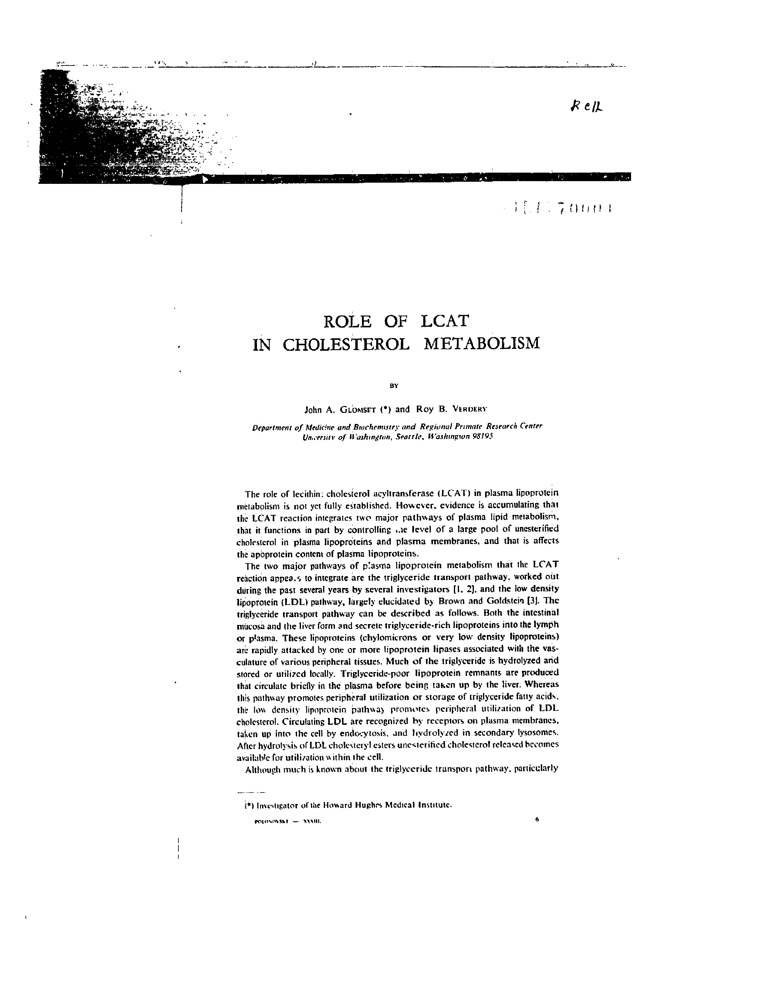 ROLE OF LCAT
IN CHOLESTEROL METABOLISM
BY
John A. GLOMSET (*) and Roy B. VERDERY
Department of Medicine and Biochemistry and Regional Primate Research Center
University of Washington, Seattle, Washington 98195
The role of lecithin: cholesterol acyltransferase (LCAT) in plasma lipoprotein
metabolism is not yet fully established. However, evidence is accumulating that
the LCAT reaction integrates two major pathways of plasma lipid metabolism,
that it functions in part by controlling the level of a large pool of unesterified
cholesterol in plasma lipoproteins and plasma membranes, and that is affects
the apoprotein content of plasma lipoproteins.
The two major pathways of plasma lipoprotein metabolism that the LCAT
reaction appears to integrate are the triglyceride transport pathway, worked out
during the past several years by several investigators [1, 2], and the low density
lipoprotein (LDL) pathway, largely elucidated by Brown and Goldstein [3]. The
triglyceride transport pathway can be described as follows. Both the intestinal
mucosa and the liver form and secrete triglyceride-rich lipoproteins into the lymph
or plasma. These lipoproteins (chylomicrons or very low density lipoproteins)
are rapidly attacked by one or more lipoprotein lipases associated with the vas-
culature of various peripheral tissues. Much of the triglyceride is hydrolyzed and
stored or utilized locally. Triglyceride-poor lipoprotein remnants are produced
that circulate briefly in the plasma before being taken up by the liver. Whereas
this pathway promotes peripheral utilization or storage of triglyceride fatty acids,
the low density lipoprotein pathway promotes peripheral utilization of LDL
cholesterol. Circulating LDL are recognized by receptors on plasma membranes,
taken up into the cell by endocytosis, and hydrolyzed in secondary lysosomes.
After hydrolysis of LDL cholesteryl esters unesterified cholesterol released becomes
available for utilization within the cell.
Although much is known about the triglyceride transport pathway, particularly
(*) Investigator of the Howard Hughes Medical Institute.
POLONOVSKI — XXXIII. 6